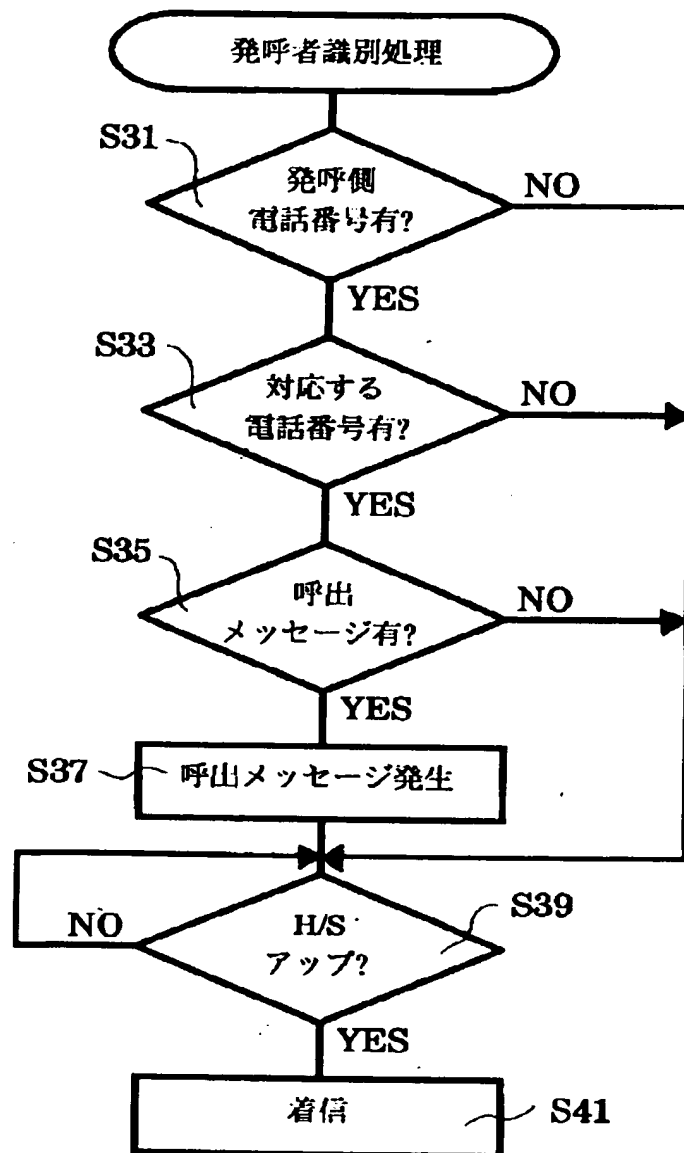 発呼者識別処理
S31
発呼側
電話番号有?
NO
YES
S33
対応する
電話番号有?
NO
YES
S35
呼出
メッセージ有?
NO
YES
S37
呼出メッセージ発生
S39
H/S
アップ?
NO
YES
着信
S41